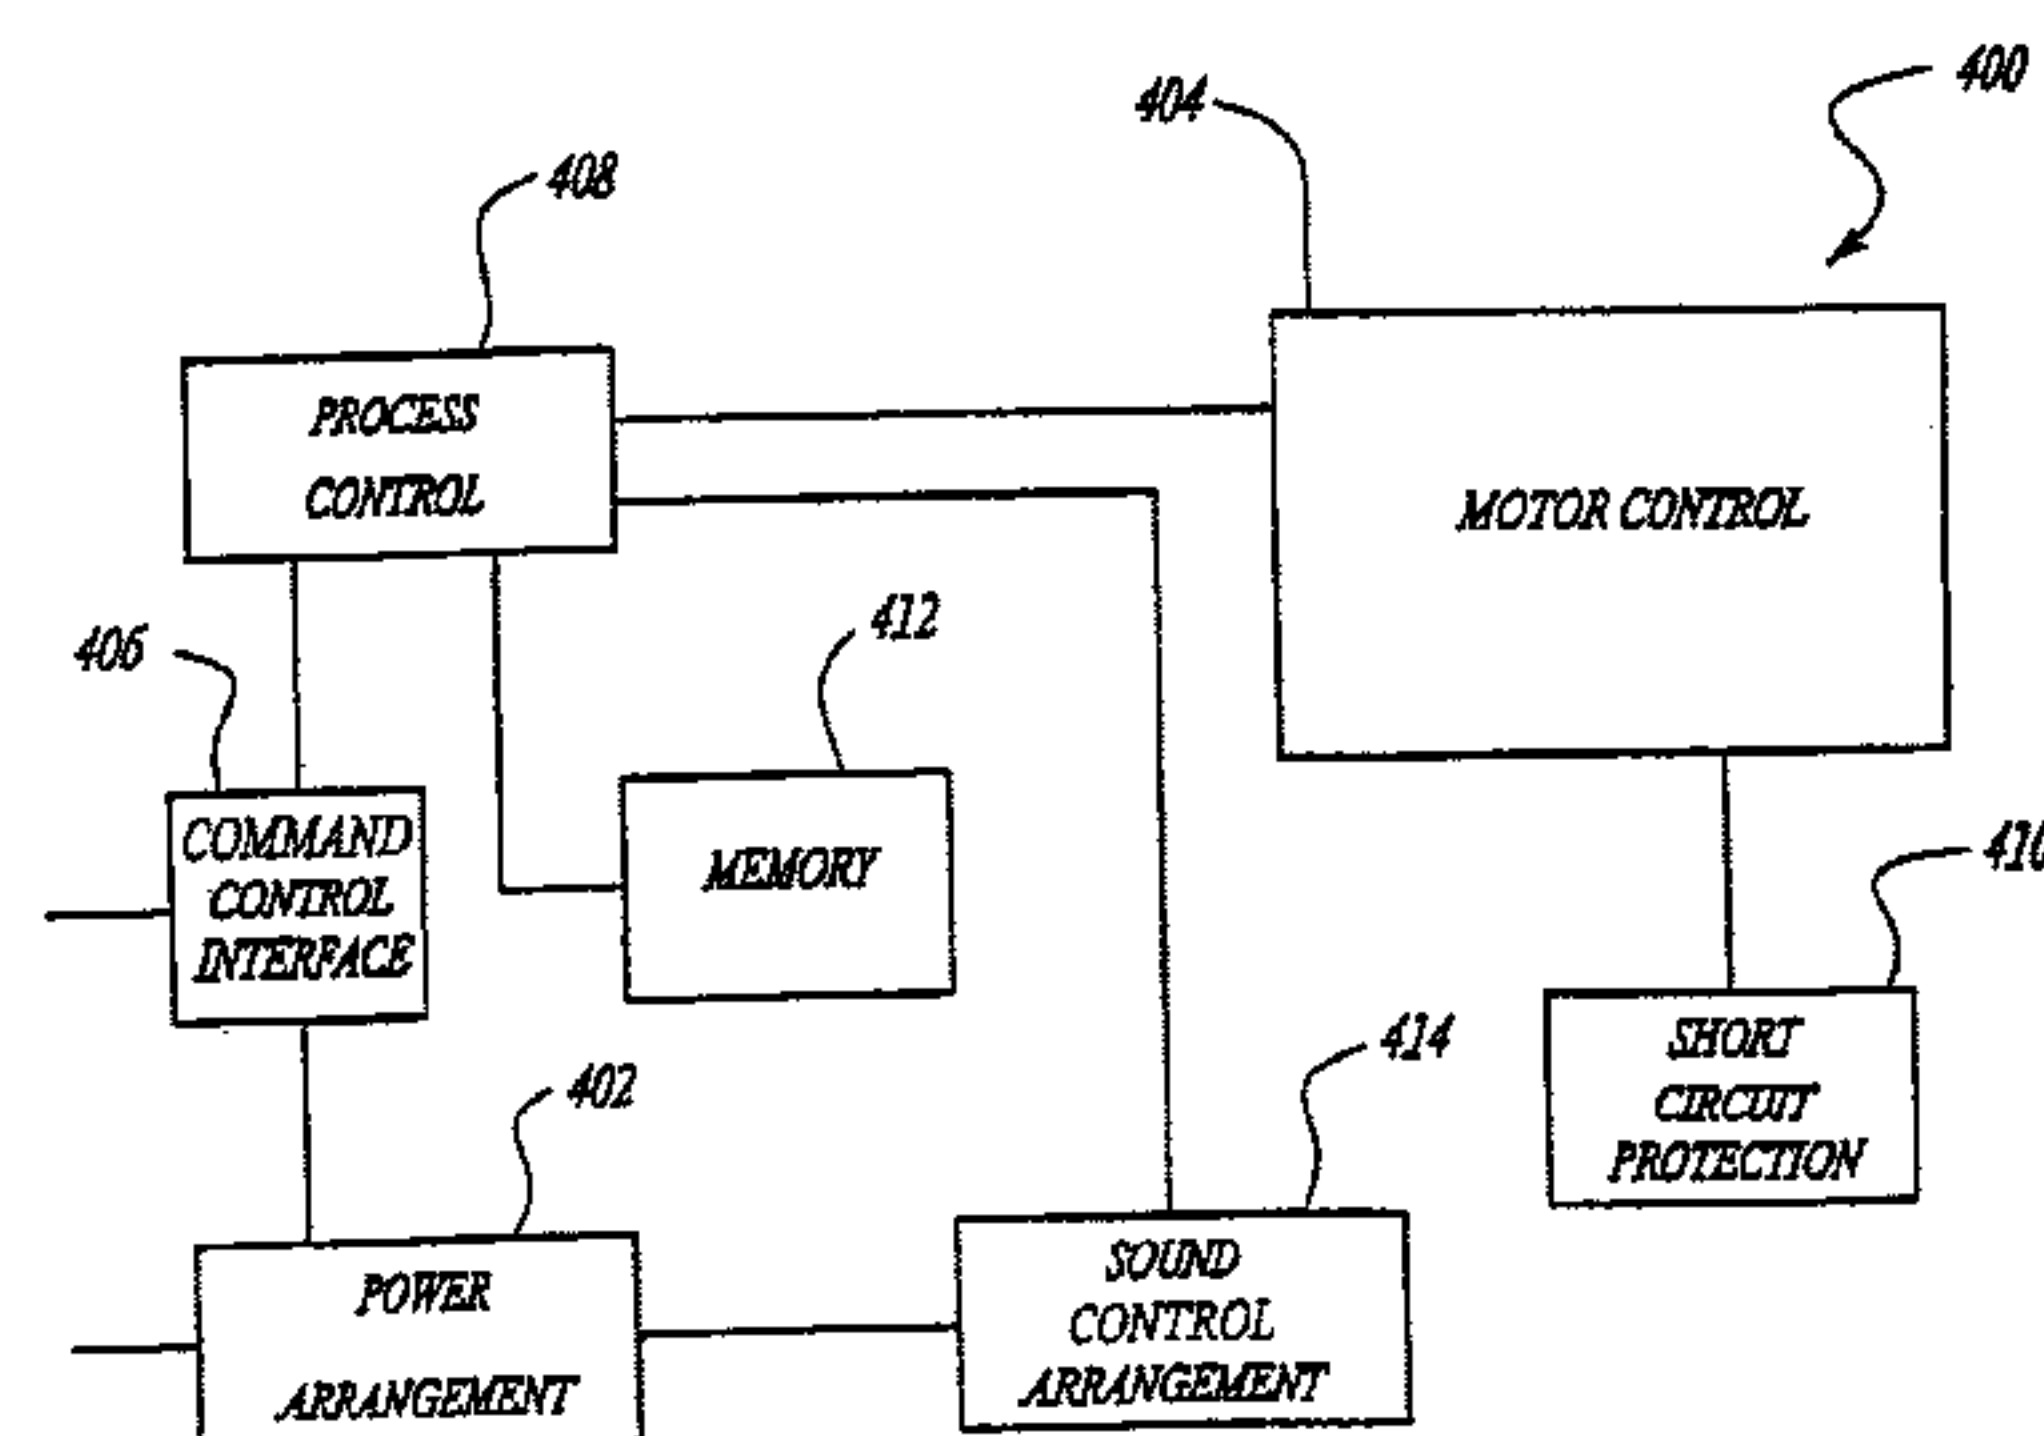 400
404
408
PROCESS
CONTROL
MOTOR CONTROL
406
412
COMMAND
CONTROL
INTERFACE
MEMORY
410
402
414
SHORT
CIRCUIT
PROTECTION
POWER
ARRANGEMENT
SOUND
CONTROL
ARRANGEMENT